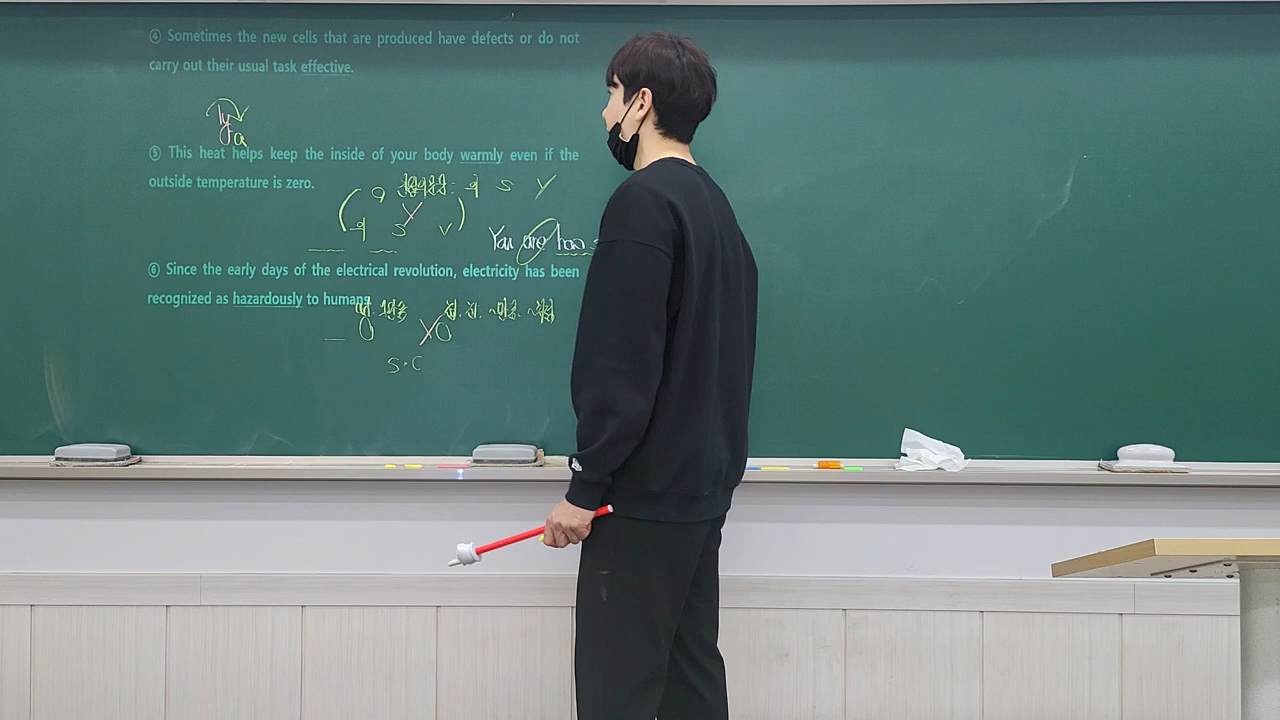 ④ Sometimes the new cells that are produced have defects or do not
carry out their usual task effective.
ly
a
⑤ This heat helps keep the inside of your body warmly even if the
outside temperature is zero.
S V
S V
You are has
⑥ Since the early days of the electrical revolution, electricity has been
recognized as hazardously to humans.
S.C